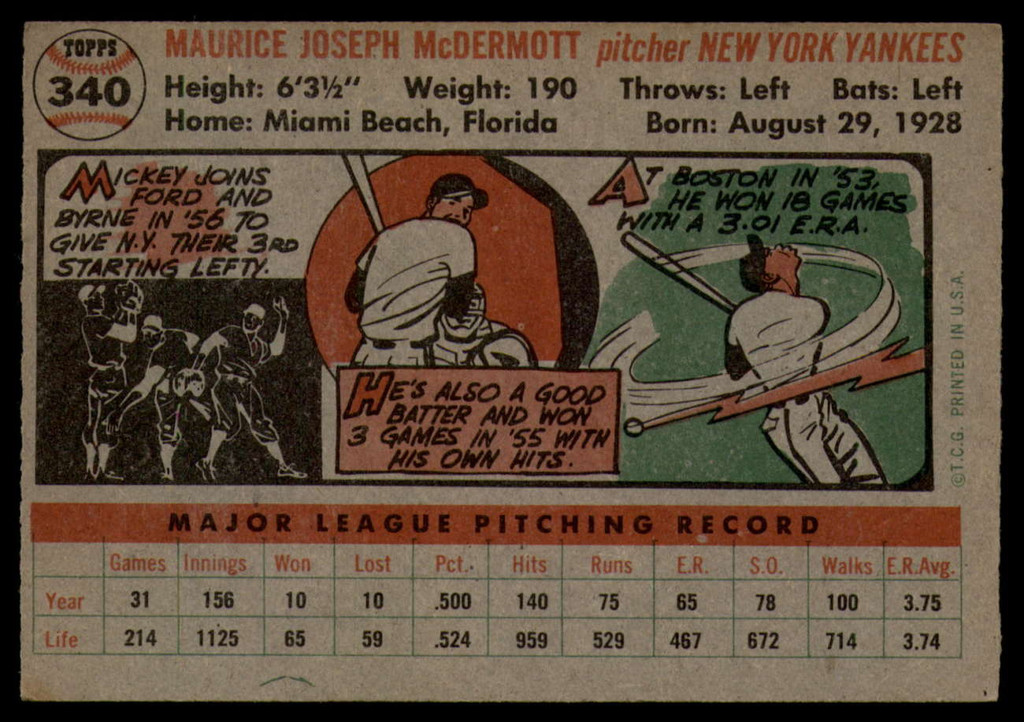 TOPPS
340
MAURICE JOSEPH McDERMOTT pitcher NEW YORK YANKEES
Height: 6'3½" Weight: 190 Throws: Left Bats: Left
Home: Miami Beach, Florida Born: August 29, 1928
MICKEY JOINS
FORD AND
BYRNE IN '56 TO
GIVE N.Y. THEIR 3RD
STARTING LEFTY.
HE'S ALSO A GOOD
BATTER AND WON
3 GAMES IN '55 WITH
HIS OWN HITS.
AT BOSTON IN '53,
HE WON 18 GAMES
WITH A 3.01 E.R.A.
©T.C.G. PRINTED IN U.S.A.
MAJOR LEAGUE PITCHING RECORD
Games Innings Won Lost Pct. Hits Runs E.R. S.O. Walks E.R.Avg.
Year 31 156 10 10 .500 140 75 65 78 100 3.75
Life 214 1125 65 59 .524 959 529 467 672 714 3.74